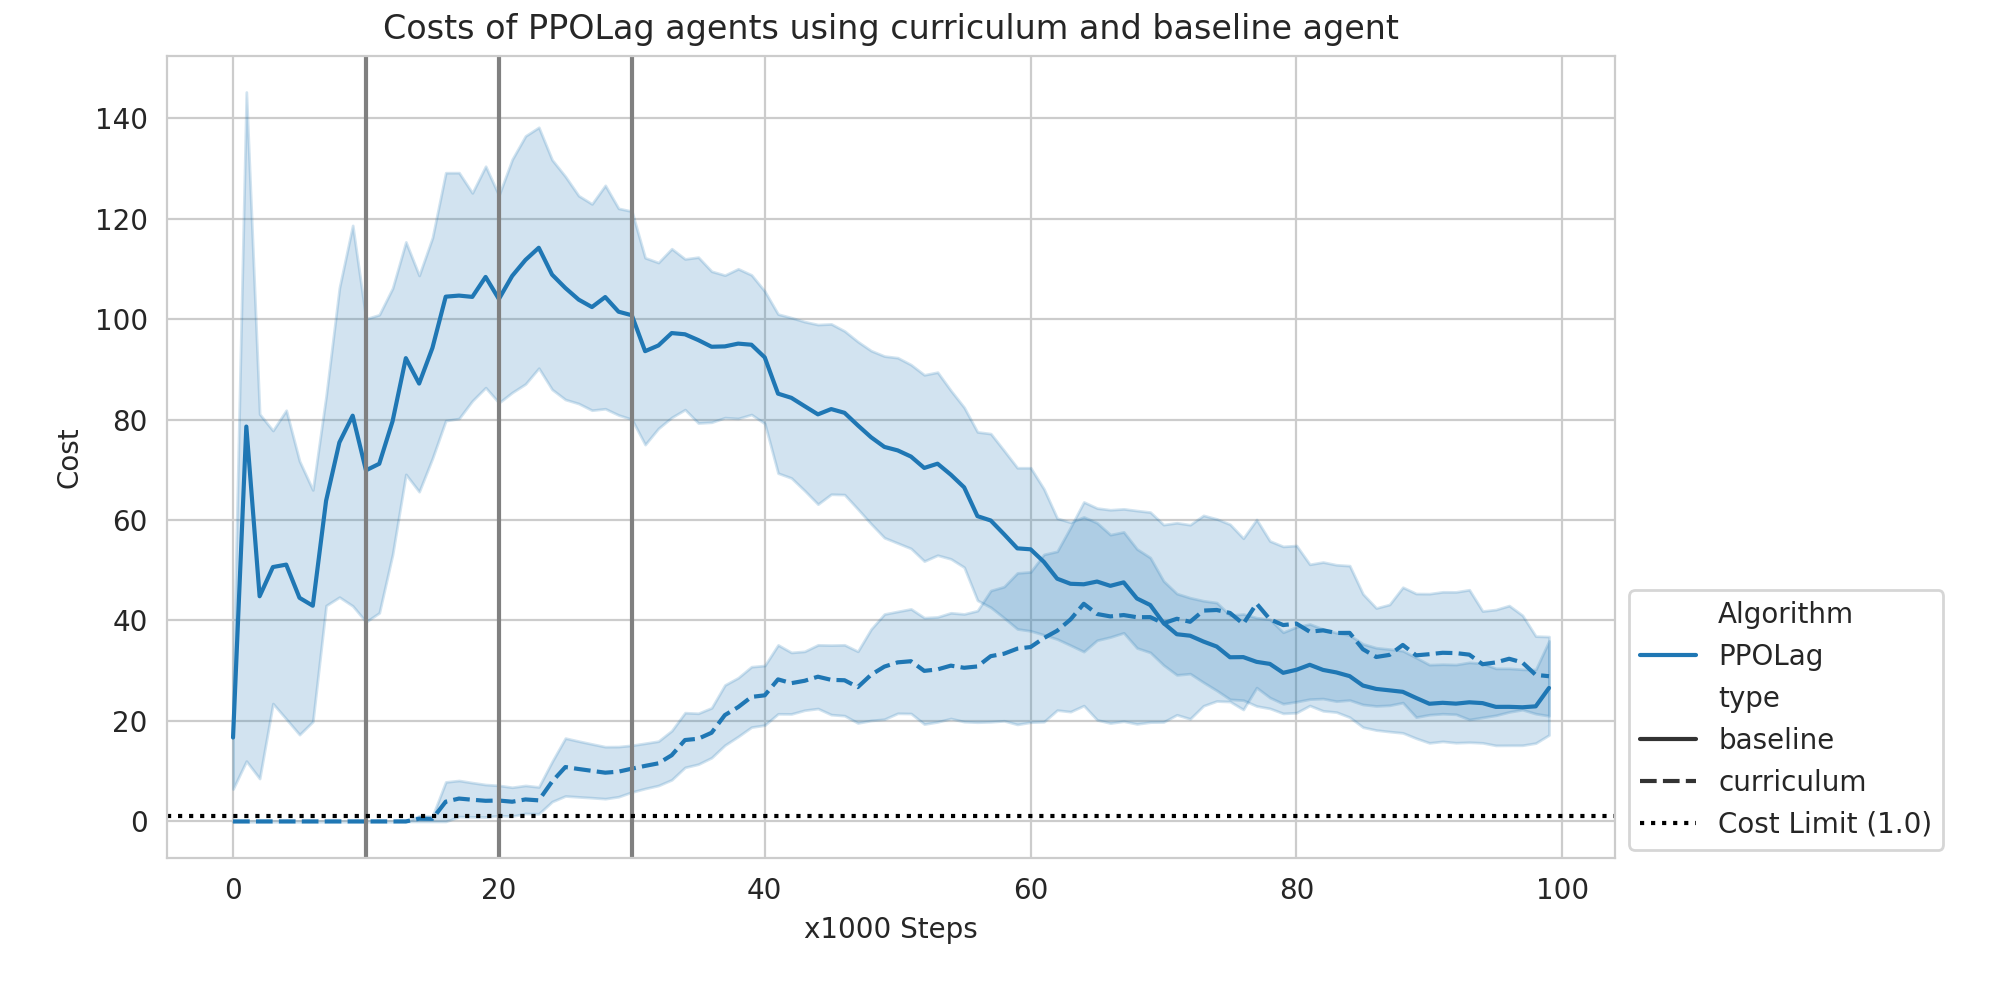 Costs of PPOLag agents using curriculum and baseline agent
140
120
100
80
60
40
20
0
Cost
0 20 40 60 80 100
x1000 Steps
Algorithm
PPOLag
type
baseline
curriculum
Cost Limit (1.0)